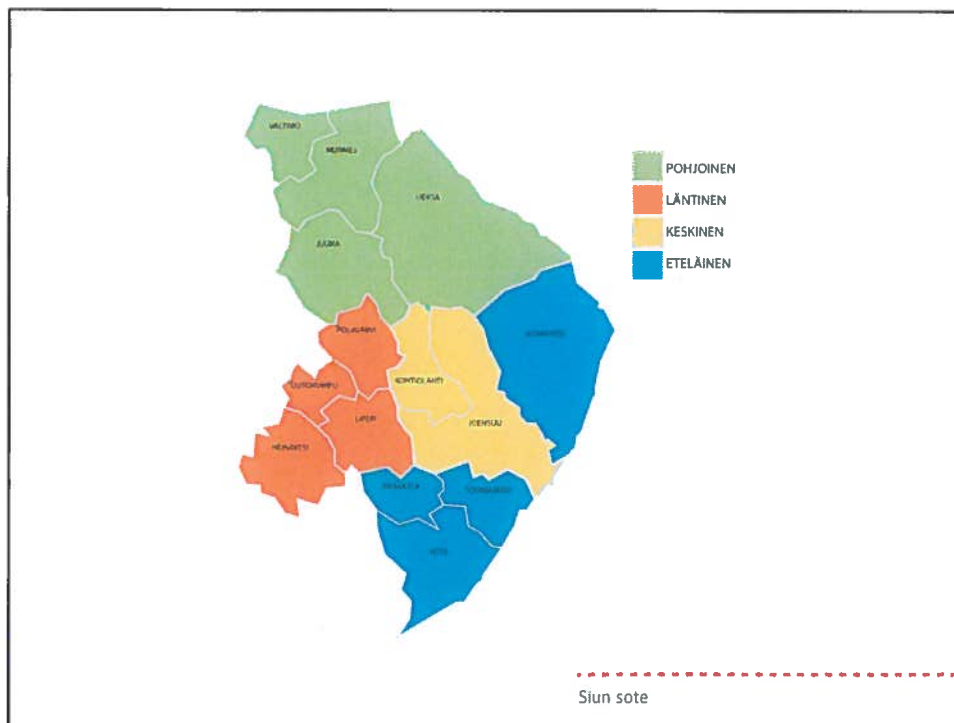 VALTIMO
NURMES
LIEKSA
JUUKA
POLVIJÄRVI
OUTOKUMPU
KONTIOLAHTI
LIPERI
JOENSUU
HEINÄVESI
POHJOINEN
LÄNTINEN
KESKINEN
ETELÄINEN
Siun sote